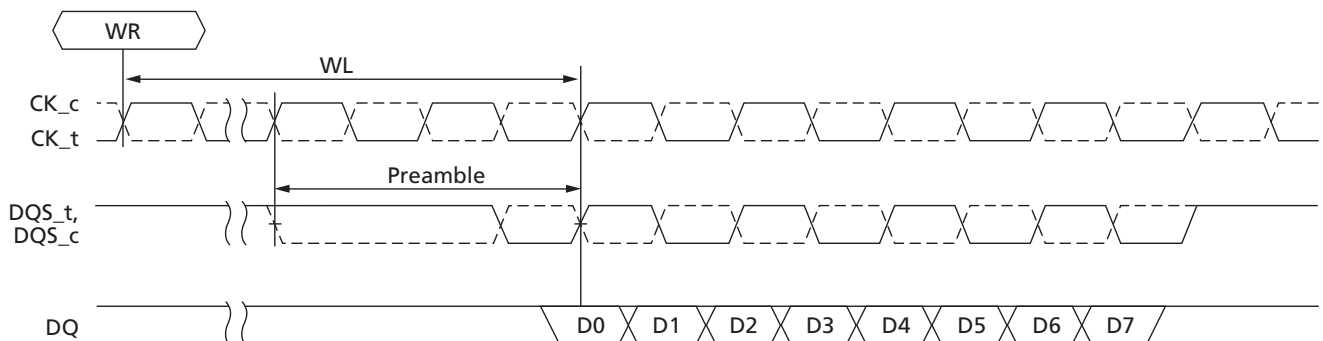 WR
WL
CK_c
CK_t
Preamble
DQS_t,
DQS_c
DQ
D0 D1 D2 D3 D4 D5 D6 D7